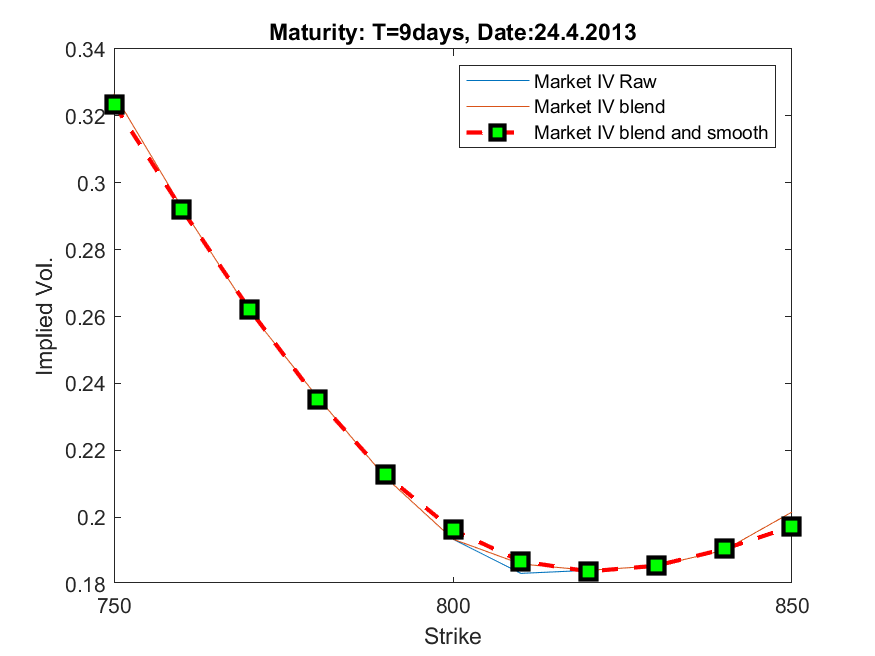 Maturity: T=9days, Date:24.4.2013
0.34
0.32
0.3
0.28
0.26
0.24
0.22
0.2
0.18
Implied Vol.
Market IV Raw
Market IV blend
Market IV blend and smooth
750 800 850
Strike